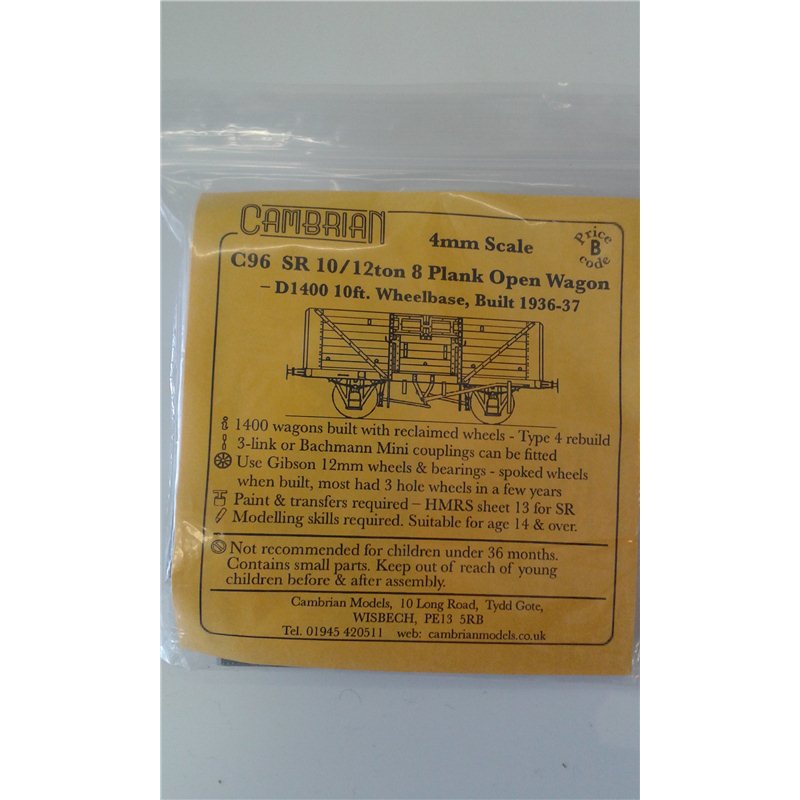 CAMBRIAN
4mm Scale
Price
B
code
C96 SR 10/12ton 8 Plank Open Wagon
– D1400 10ft. Wheelbase, Built 1936-37
1400 wagons built with reclaimed wheels - Type 4 rebuild
3-link or Bachmann Mini couplings can be fitted
Use Gibson 12mm wheels & bearings - spoked wheels
when built, most had 3 hole wheels in a few years
Paint & transfers required – HMRS sheet 13 for SR
Modelling skills required. Suitable for age 14 & over.
Not recommended for children under 36 months.
Contains small parts. Keep out of reach of young
children before & after assembly.
Cambrian Models, 10 Long Road, Tydd Gote,
WISBECH, PE13 5RB
Tel. 01945 420511 web: cambrianmodels.co.uk